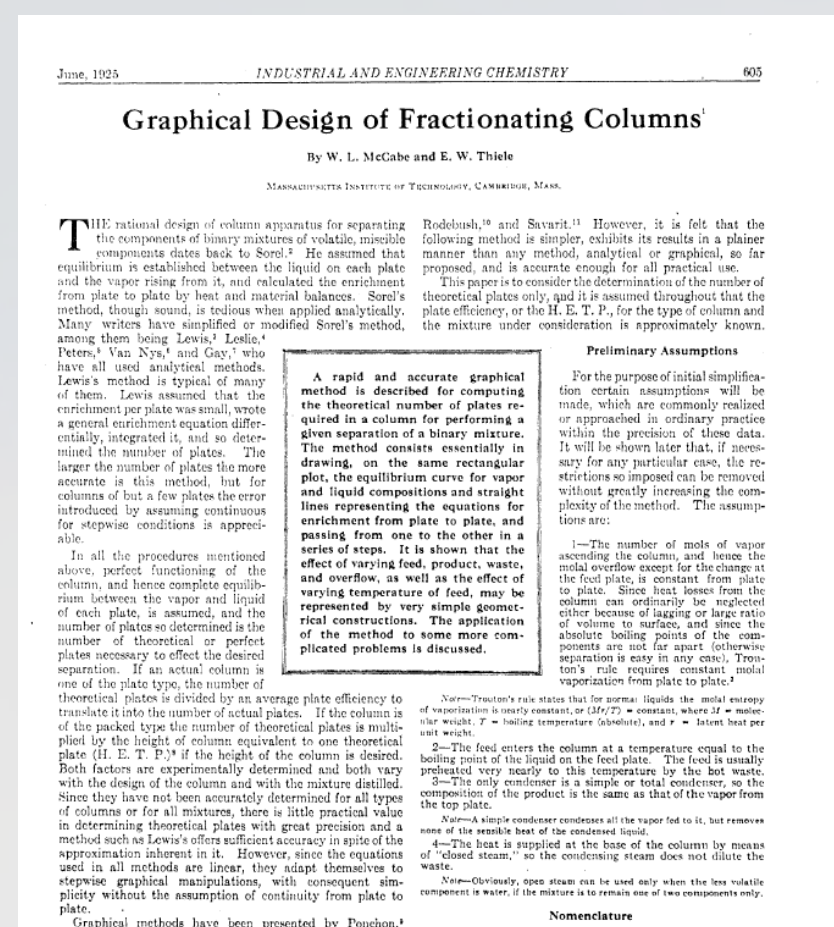 June, 1925
INDUSTRIAL AND ENGINEERING CHEMISTRY
605
Graphical Design of Fractionating Columns¹
By W. L. McCabe and E. W. Thiele
MASSACHUSETTS INSTITUTE OF TECHNOLOGY, CAMBRIDGE, MASS.
THE rational design of column apparatus for separating
the components of binary mixtures of volatile, miscible
components dates back to Sorel.² He assumed that
equilibrium is established between the liquid on each plate
and the vapor rising from it, and calculated the enrichment
from plate to plate by heat and material balances. Sorel's
method, though sound, is tedious when applied analytically.
Many writers have simplified or modified Sorel's method,
among them being Lewis,³ Leslie,⁴
Peters,⁵ Van Nys,⁶ and Gay,⁷ who
have all used analytical methods.
Lewis's method is typical of many
of them. Lewis assumed that the
enrichment per plate was small, wrote
a general enrichment equation differ-
entially, integrated it, and so deter-
mined the number of plates. The
larger the number of plates the more
accurate is this method, but for
columns of but a few plates the error
introduced by assuming continuous
for stepwise conditions is appreci-
able.
In all the procedures mentioned
above, perfect functioning of the
column, and hence complete equilib-
rium between the vapor and liquid
of each plate, is assumed, and the
number of plates so determined is the
number of theoretical or perfect
plates necessary to effect the desired
separation. If an actual column is
one of the plate type, the number of
theoretical plates is divided by an average plate efficiency to
translate it into the number of actual plates. If the column is
of the packed type the number of theoretical plates is multi-
plied by the height of column equivalent to one theoretical
plate (H. E. T. P.)⁸ if the height of the column is desired.
Both factors are experimentally determined and both vary
with the design of the column and with the mixture distilled.
Since they have not been accurately determined for all types
of columns or for all mixtures, there is little practical value
in determining theoretical plates with great precision and a
method such as Lewis's offers sufficient accuracy in spite of the
approximation inherent in it. However, since the equations
used in all methods are linear, they adapt themselves to
stepwise graphical manipulations, with consequent sim-
plicity without the assumption of continuity from plate to
plate.
Graphical methods have been presented by Ponchon,⁹
A rapid and accurate graphical
method is described for computing
the theoretical number of plates re-
quired in a column for performing a
given separation of a binary mixture.
The method consists essentially in
drawing, on the same rectangular
plot, the equilibrium curve for vapor
and liquid compositions and straight
lines representing the equations for
enrichment from plate to plate, and
passing from one to the other in a
series of steps. It is shown that the
effect of varying feed, product, waste,
and overflow, as well as the effect of
varying temperature of feed, may be
represented by very simple geomet-
rical constructions. The application
of the method to some more com-
plicated problems is discussed.
Rodebush,¹⁰ and Savarit.¹¹ However, it is felt that the
following method is simpler, exhibits its results in a plainer
manner than any method, analytical or graphical, so far
proposed, and is accurate enough for all practical use.
This paper is to consider the determination of the number of
theoretical plates only, and it is assumed throughout that the
plate efficiency, or the H. E. T. P., for the type of column and
the mixture under consideration is approximately known.
Preliminary Assumptions
For the purpose of initial simplifica-
tion certain assumptions will be
made, which are commonly realized
or approached in ordinary practice
within the precision of these data.
It will be shown later that, if neces-
sary for any particular case, the re-
strictions so imposed can be removed
without greatly increasing the com-
plexity of the method. The assump-
tions are:
1—The number of mols of vapor
ascending the column, and hence the
molal overflow except for the change at
the feed plate, is constant from plate
to plate. Since heat losses from the
column can ordinarily be neglected
either because of lagging or large ratio
of volume to surface, and since the
absolute boiling points of the com-
ponents are not far apart (otherwise
separation is easy in any case), Trou-
ton's rule requires constant molal
vaporization from plate to plate.²
Note—Trouton's rule states that for normal liquids the molal entropy
of vaporization is nearly constant, or (Mr/T) = constant, where M = molec-
ular weight, T = boiling temperature (absolute), and r = latent heat per
unit weight.
2—The feed enters the column at a temperature equal to the
boiling point of the liquid on the feed plate. The feed is usually
preheated very nearly to this temperature by the hot waste.
3—The only condenser is a simple or total condenser, so the
composition of the product is the same as that of the vapor from
the top plate.
Note—A simple condenser condenses all the vapor fed to it, but removes
none of the sensible heat of the condensed liquid.
4—The heat is supplied at the base of the column by means
of "closed steam," so the condensing steam does not dilute the
waste.
Note—Obviously, open steam can be used only when the less volatile
component is water, if the mixture is to remain one of two components only.
Nomenclature